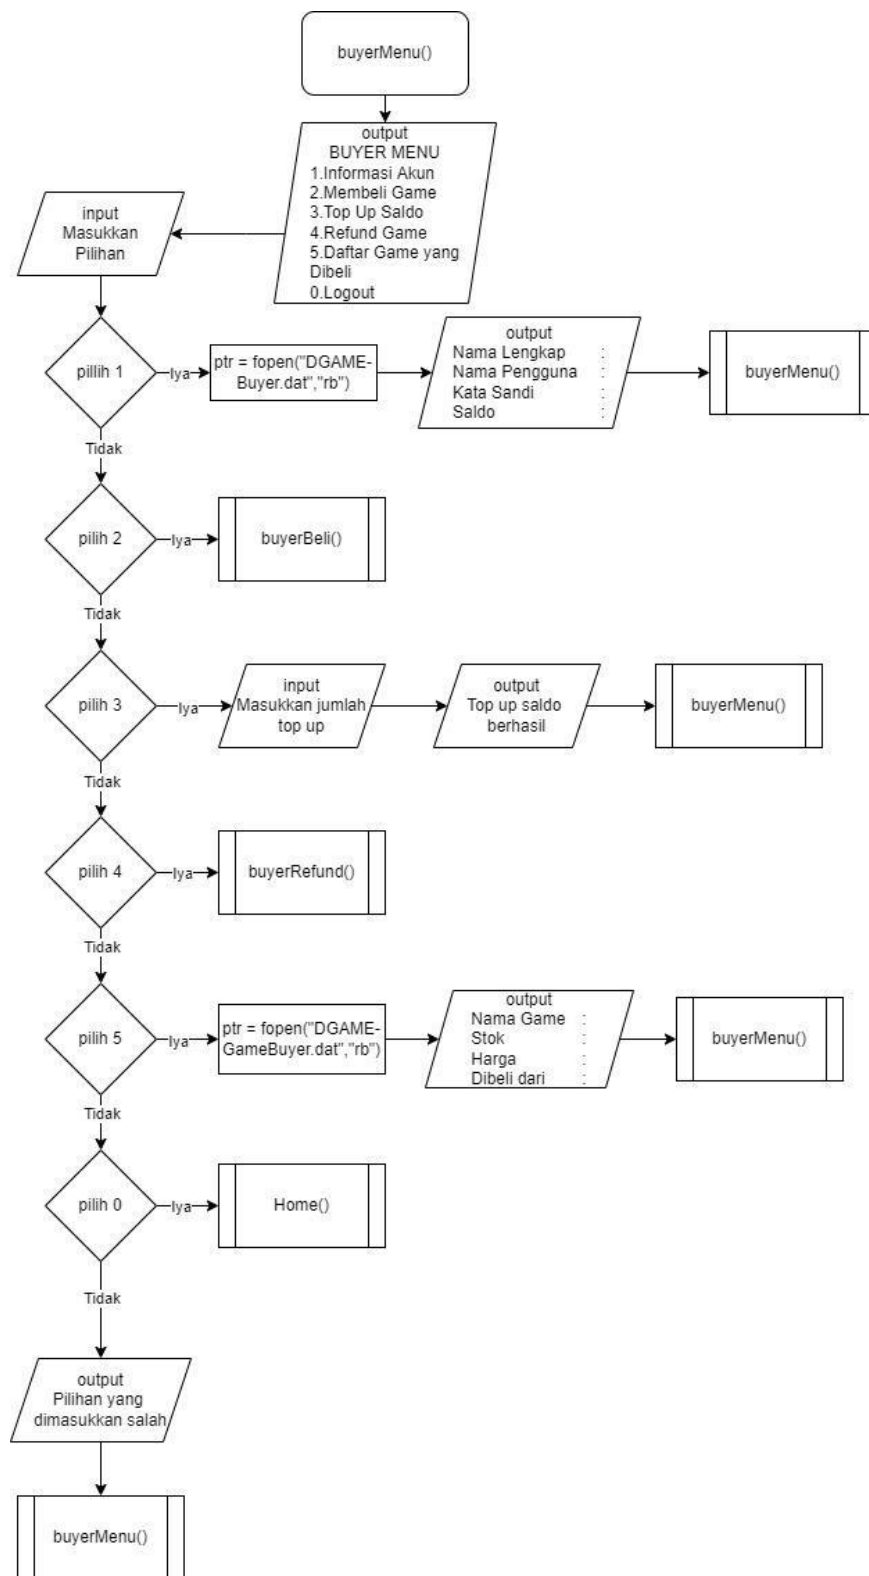 buyerMenu()
output
BUYER MENU
1.Informasi Akun
2.Membeli Game
3.Top Up Saldo
4.Refund Game
5.Daftar Game yang
Dibeli
0.Logout
input
Masukkan
Pilihan
pillih 1
Iya
ptr = fopen("DGAME-
Buyer.dat","rb")
output
Nama Lengkap :
Nama Pengguna :
Kata Sandi :
Saldo :
buyerMenu()
Tidak
pilih 2
Iya
buyerBeli()
Tidak
pilih 3
Iya
input
Masukkan jumlah
top up
output
Top up saldo
berhasil
buyerMenu()
Tidak
pilih 4
Iya
buyerRefund()
Tidak
pilih 5
Iya
ptr = fopen("DGAME-
GameBuyer.dat","rb")
output
Nama Game :
Stok :
Harga :
Dibeli dari :
buyerMenu()
Tidak
pilih 0
Iya
Home()
Tidak
output
Pilihan yang
dimasukkan salah
buyerMenu()